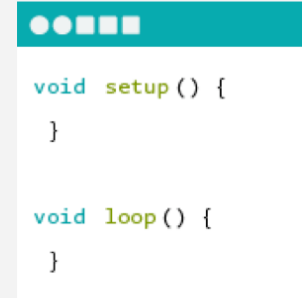 void setup() {
}
void loop() {
}